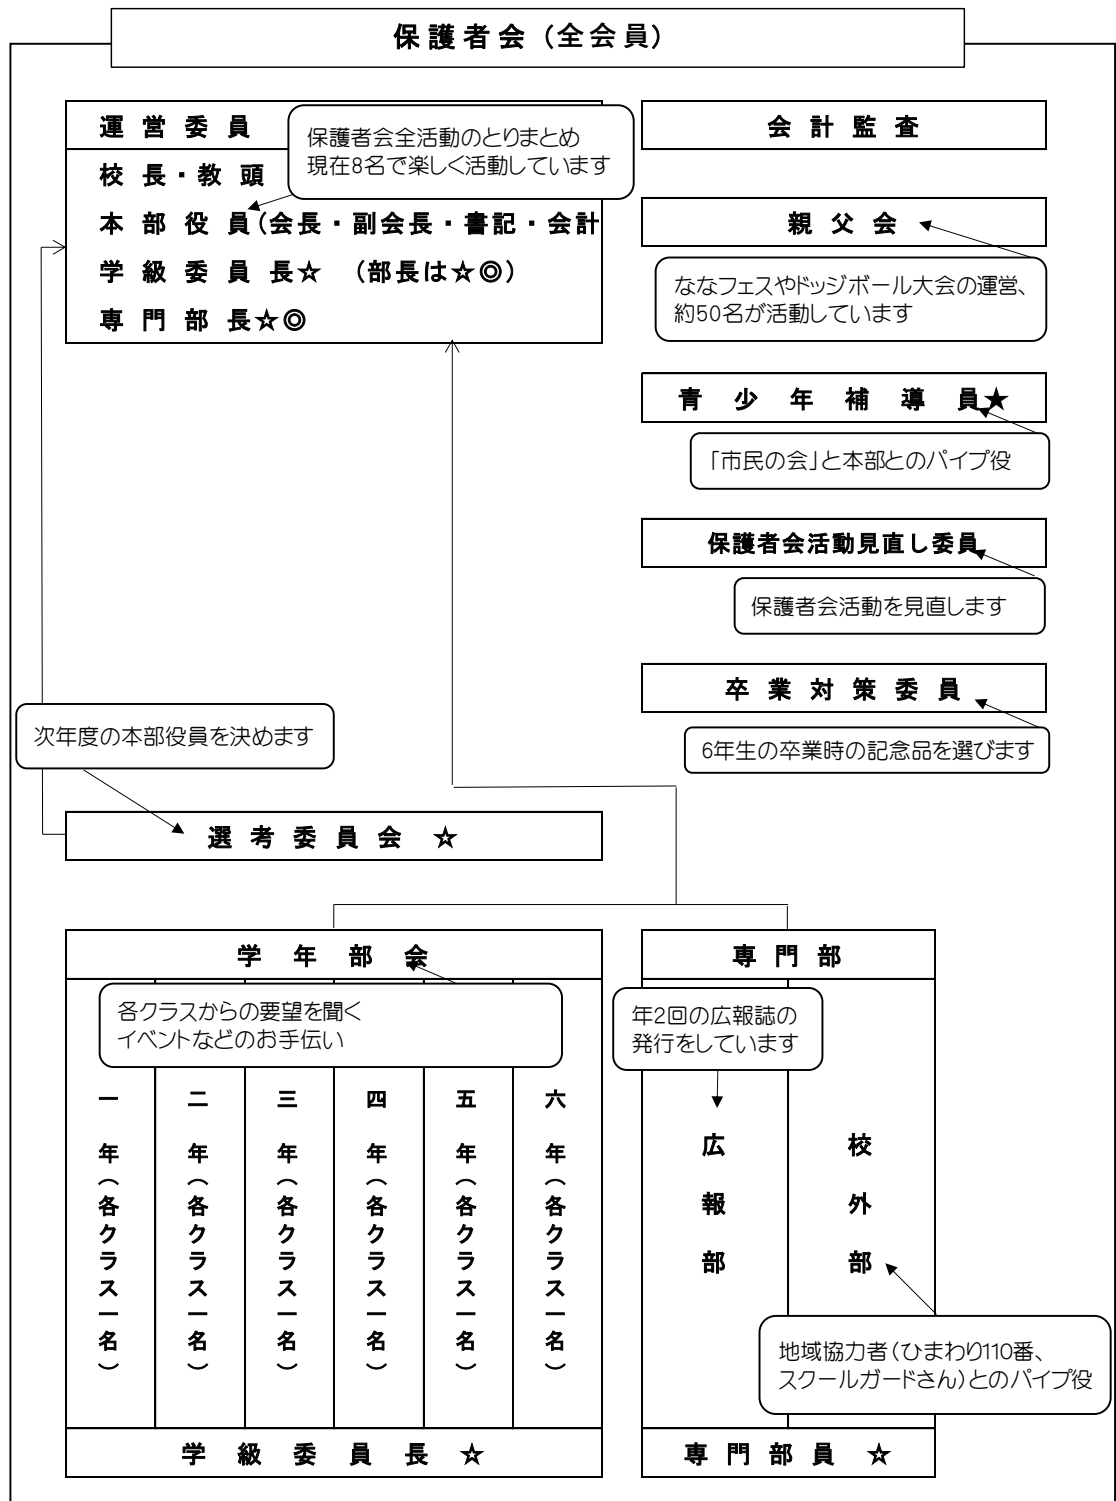 保護者会(全会員)
運営委員
保護者会全活動のとりまとめ
現在8名で楽しく活動しています
校長・教頭
本部役員(会長・副会長・書記・会計
学級委員長☆ (部長は☆◎)
専門部長☆◎
会計監査
親父会
ななフェスやドッジボール大会の運営、
約50名が活動しています
青少年補導員★
「市民の会」と本部とのパイプ役
保護者会活動見直し委員
保護者会活動を見直します
卒業対策委員
6年生の卒業時の記念品を選びます
次年度の本部役員を決めます
選考委員会 ☆
学年部会
各クラスからの要望を聞く
イベントなどのお手伝い
一年(各クラス一名)
二年(各クラス一名)
三年(各クラス一名)
四年(各クラス一名)
五年(各クラス一名)
六年(各クラス一名)
学級委員長☆
専門部
年2回の広報誌の
発行をしています
広報部
校外部
地域協力者(ひまわり110番、
スクールガードさん)とのパイプ役
専門部員☆